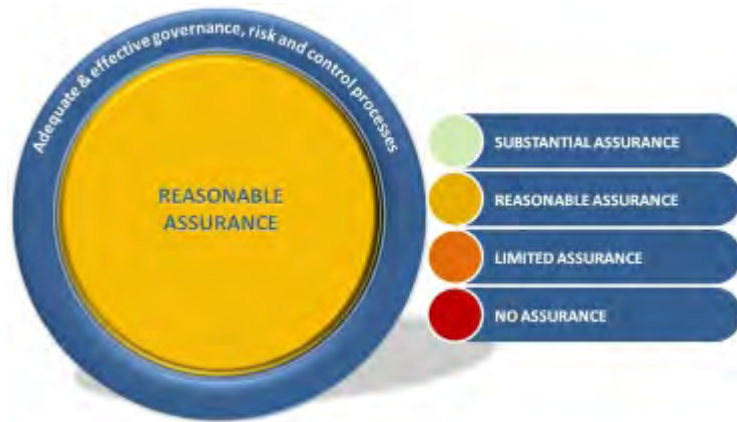 Adequate & effective governance, risk and control processes
REASONABLE
ASSURANCE
SUBSTANTIAL ASSURANCE
REASONABLE ASSURANCE
LIMITED ASSURANCE
NO ASSURANCE